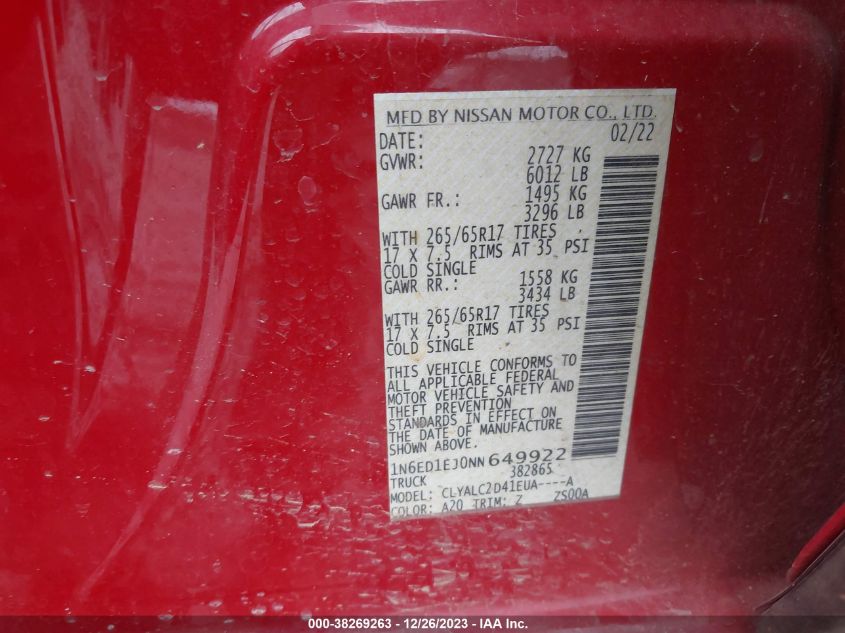 MFD BY NISSAN MOTOR CO., LTD.
DATE: 02/22
GVWR: 2727 KG
6012 LB
GAWR FR.: 1495 KG
3296 LB
WITH 265/65R17 TIRES
17 X 7.5 RIMS AT 35 PSI
COLD SINGLE
GAWR RR.: 1558 KG
3434 LB
WITH 265/65R17 TIRES
17 X 7.5 RIMS AT 35 PSI
COLD SINGLE
THIS VEHICLE CONFORMS TO
ALL APPLICABLE FEDERAL
MOTOR VEHICLE SAFETY AND
THEFT PREVENTION
STANDARDS IN EFFECT ON
THE DATE OF MANUFACTURE
SHOWN ABOVE.
1N6ED1EJ0NN649922
TRUCK 382865
MODEL: CLYALC2D41EUA----A
COLOR: A20 TRIM: Z ZS00A
000-38269263 - 12/26/2023 - IAA Inc.